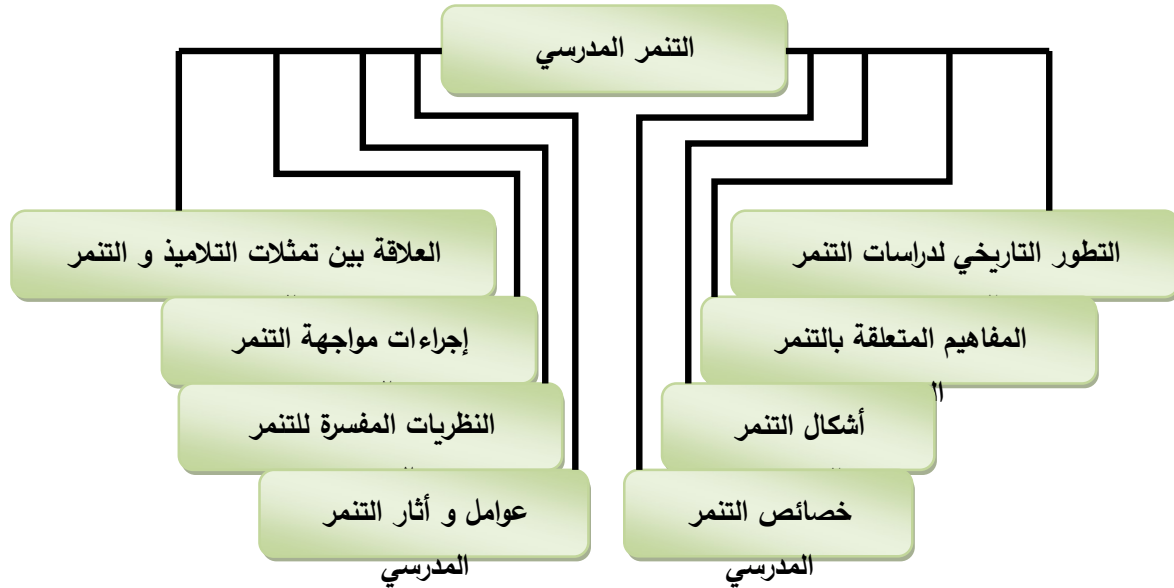 التنمر المدرسي
التطور التاريخي لدراسات التنمر
المفاهيم المتعلقة بالتنمر
أشكال التنمر
خصائص التنمر
المدرسي
العلاقة بين تمثلات التلاميذ و التنمر
إجراءات مواجهة التنمر
النظريات المفسرة للتنمر
عوامل و أثار التنمر
المدرسي